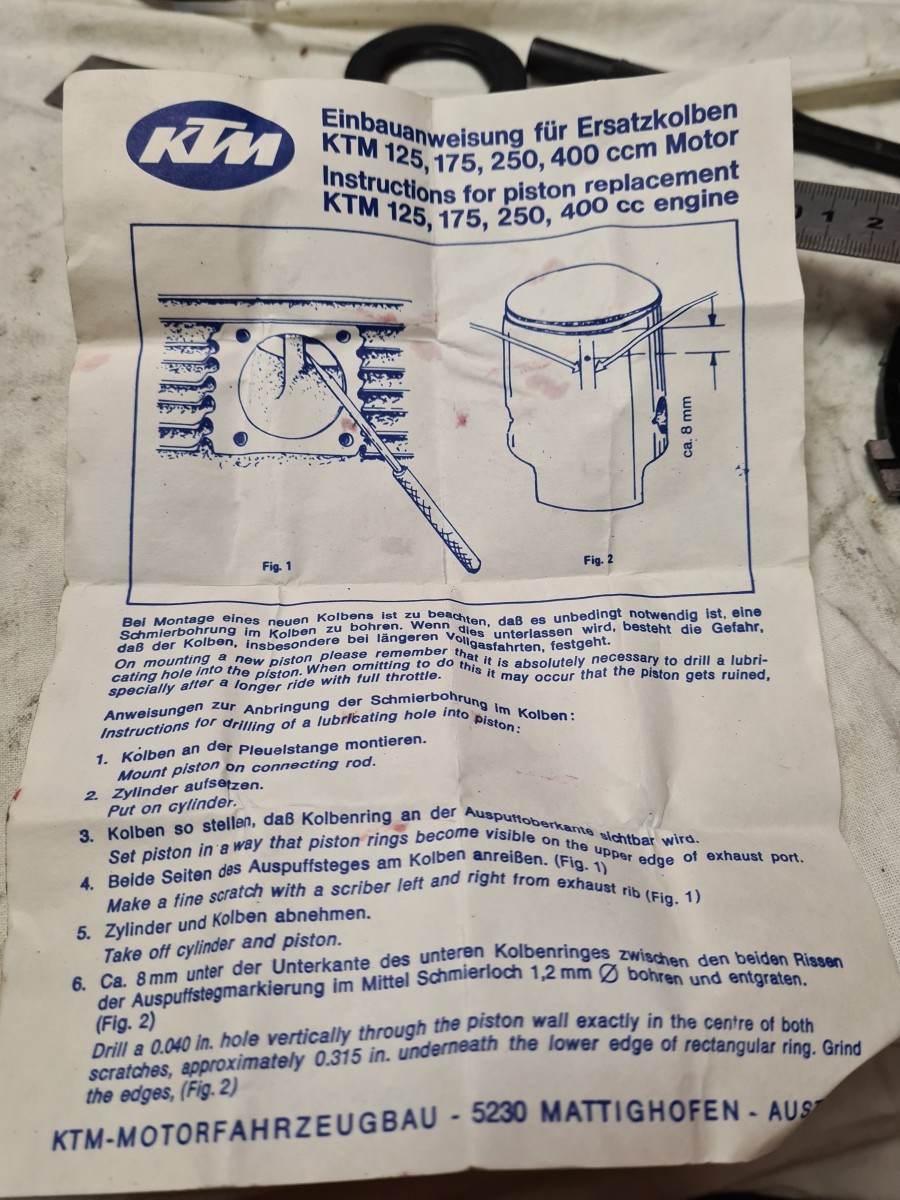 KTM
Einbauanweisung für Ersatzkolben
KTM 125, 175, 250, 400 ccm Motor
Instructions for piston replacement
KTM 125, 175, 250, 400 cc engine
1 2
ca. 8 mm
Fig. 1
Fig. 2
Bei Montage eines neuen Kolbens ist zu beachten, daß es unbedingt notwendig ist, eine
Schmierbohrung im Kolben zu bohren. Wenn dies unterlassen wird, besteht die Gefahr,
daß der Kolben, insbesondere bei längeren Vollgasfahrten, festgeht.
On mounting a new piston please remember that it is absolutely necessary to drill a lubri-
cating hole into the piston. When omitting to do this it may occur that the piston gets ruined,
specially after a longer ride with full throttle.
Anweisungen zur Anbringung der Schmierbohrung im Kolben:
Instructions for drilling of a lubricating hole into piston:
1. Kolben an der Pleuelstange montieren.
Mount piston on connecting rod.
2. Zylinder aufsetzen.
Put on cylinder.
3. Kolben so stellen, daß Kolbenring an der Auspuffoberkante sichtbar wird.
Set piston in a way that piston rings become visible on the upper edge of exhaust port.
4. Beide Seiten des Auspuffsteges am Kolben anreißen. (Fig. 1)
Make a fine scratch with a scriber left and right from exhaust rib (Fig. 1)
5. Zylinder und Kolben abnehmen.
Take off cylinder and piston.
6. Ca. 8 mm unter der Unterkante des unteren Kolbenringes zwischen den beiden Rissen
der Auspuffstegmarkierung im Mittel Schmierloch 1,2 mm Ø bohren und entgraten.
(Fig. 2)
Drill a 0.040 in. hole vertically through the piston wall exactly in the centre of both
scratches, approximately 0.315 in. underneath the lower edge of rectangular ring. Grind
the edges, (Fig. 2)
KTM-MOTORFAHRZEUGBAU - 5230 MATTIGHOFEN - AUS